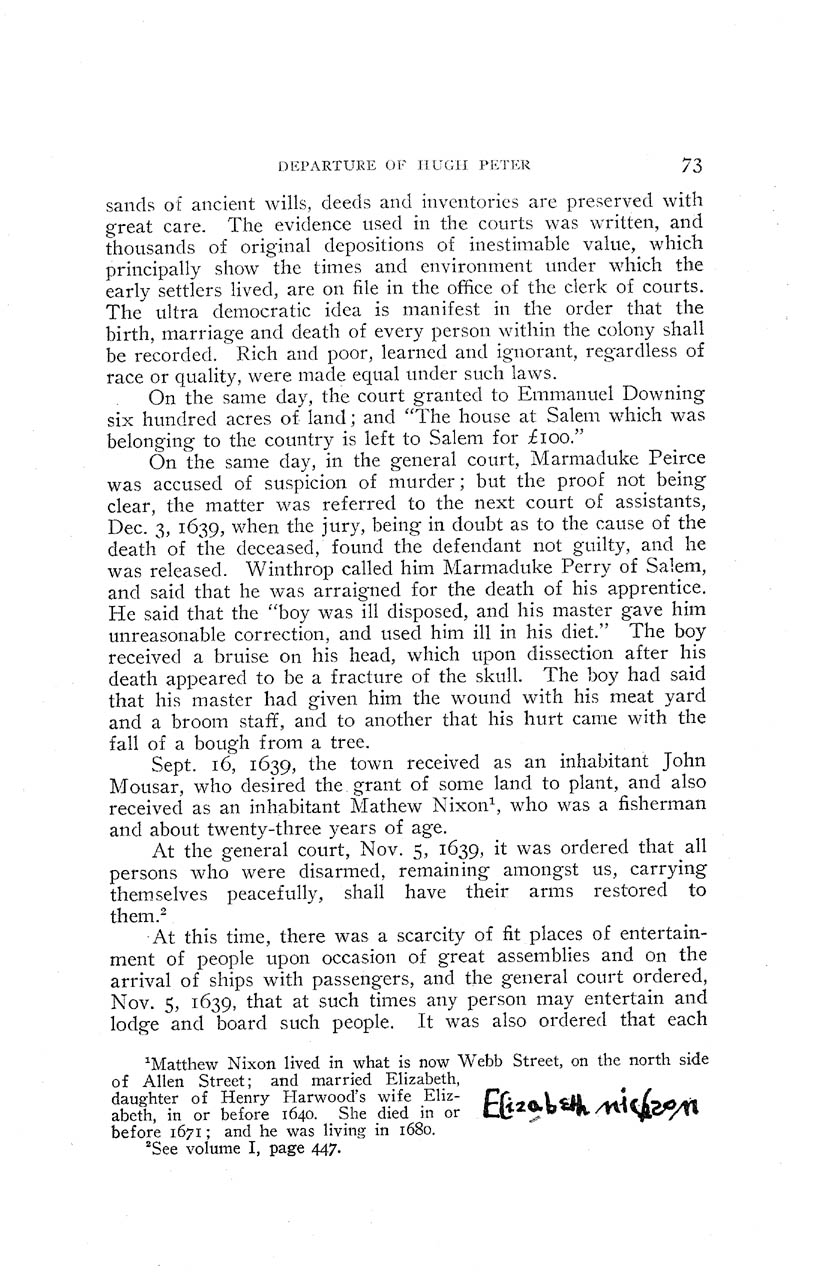 DEPARTURE OF HUGH PETER 73
sands of ancient wills, deeds and inventories are preserved with
great care. The evidence used in the courts was written, and
thousands of original depositions of inestimable value, which
principally show the times and environment under which the
early settlers lived, are on file in the office of the clerk of courts.
The ultra democratic idea is manifest in the order that the
birth, marriage and death of every person within the colony shall
be recorded. Rich and poor, learned and ignorant, regardless of
race or quality, were made equal under such laws.
On the same day, the court granted to Emmanuel Downing
six hundred acres of land; and “The house at Salem which was
belonging to the country is left to Salem for £100.”
On the same day, in the general court, Marmaduke Peirce
was accused of suspicion of murder; but the proof not being
clear, the matter was referred to the next court of assistants,
Dec. 3, 1639, when the jury, being in doubt as to the cause of the
death of the deceased, found the defendant not guilty, and he
was released. Winthrop called him Marmaduke Perry of Salem,
and said that he was arraigned for the death of his apprentice.
He said that the “boy was ill disposed, and his master gave him
unreasonable correction, and used him ill in his diet.” The boy
received a bruise on his head, which upon dissection after his
death appeared to be a fracture of the skull. The boy had said
that his master had given him the wound with his meat yard
and a broom staff, and to another that his hurt came with the
fall of a bough from a tree.
Sept. 16, 1639, the town received as an inhabitant John
Mousar, who desired the grant of some land to plant, and also
received as an inhabitant Mathew Nixon¹, who was a fisherman
and about twenty-three years of age.
At the general court, Nov. 5, 1639, it was ordered that all
persons who were disarmed, remaining amongst us, carrying
themselves peacefully, shall have their arms restored to
them.²
At this time, there was a scarcity of fit places of entertain-
ment of people upon occasion of great assemblies and on the
arrival of ships with passengers, and the general court ordered,
Nov. 5, 1639, that at such times any person may entertain and
lodge and board such people. It was also ordered that each
¹Matthew Nixon lived in what is now Webb Street, on the north side
of Allen Street; and married Elizabeth,
daughter of Henry Harwood's wife Eliz-
abeth, in or before 1640. She died in or
before 1671; and he was living in 1680.
Elizabeth
²See volume I, page 447.